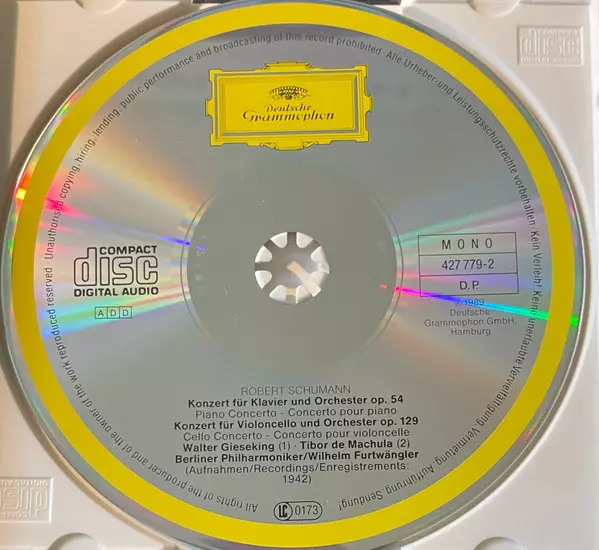 Unauthorised copying, hiring, lending, public performance and broadcasting of this record prohibited · Alle Urheber- und Leistungsschutzrechte vorbehalten · Kein Verleih! Keine unerlaubte Vervielfältigung, Vermietung, Aufführung, Sendung!
All rights of the producer and of the owner of the work reproduced reserved
Deutsche
Grammophon
COMPACT
disc
DIGITAL AUDIO
ADD
MONO
427 779-2
D.P.
℗ 1989
Deutsche
Grammophon GmbH,
Hamburg
ROBERT SCHUMANN
Konzert für Klavier und Orchester op. 54
Piano Concerto - Concerto pour piano
Konzert für Violoncello und Orchester op. 129
Cello Concerto - Concerto pour violoncelle
Walter Gieseking (1) · Tibor de Machula (2)
Berliner Philharmoniker/Wilhelm Furtwängler
(Aufnahmen/Recordings/Enregistrements:
1942)
LC 0173
COMPACT
disc